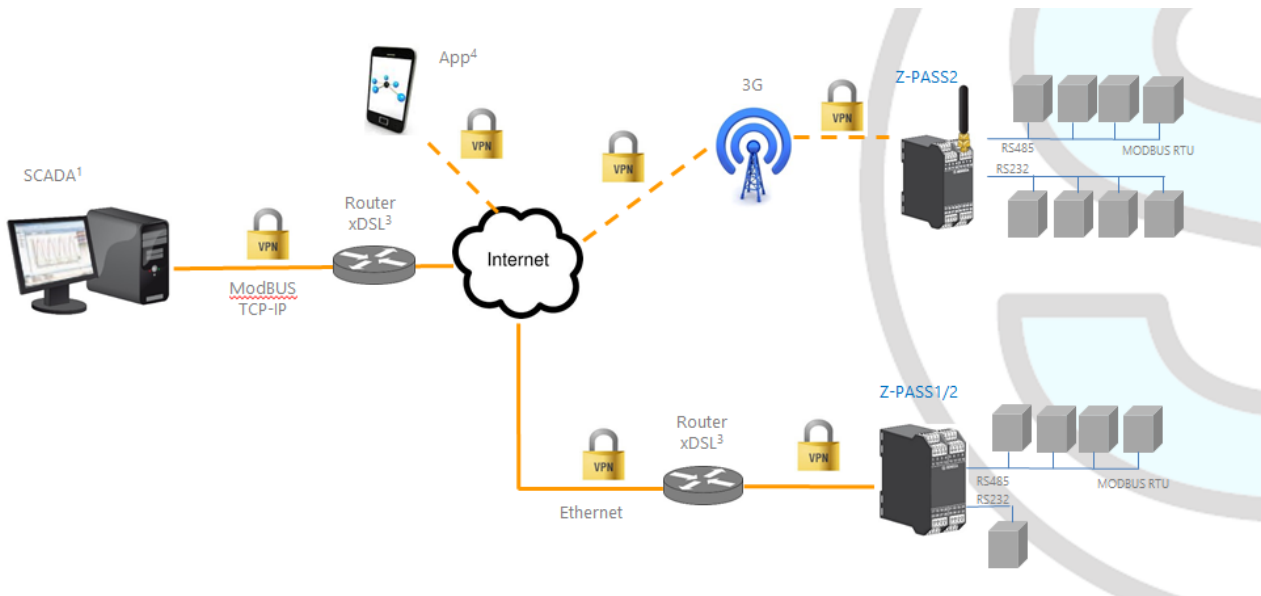 App⁴
3G
Z-PASS2
VPN
VPN
VPN
RS485
MODBUS RTU
RS232
SCADA¹
Router
xDSL³
VPN
Internet
ModBUS
TCP-IP
Z-PASS1/2
Router
xDSL³
VPN
VPN
RS485
MODBUS RTU
RS232
Ethernet